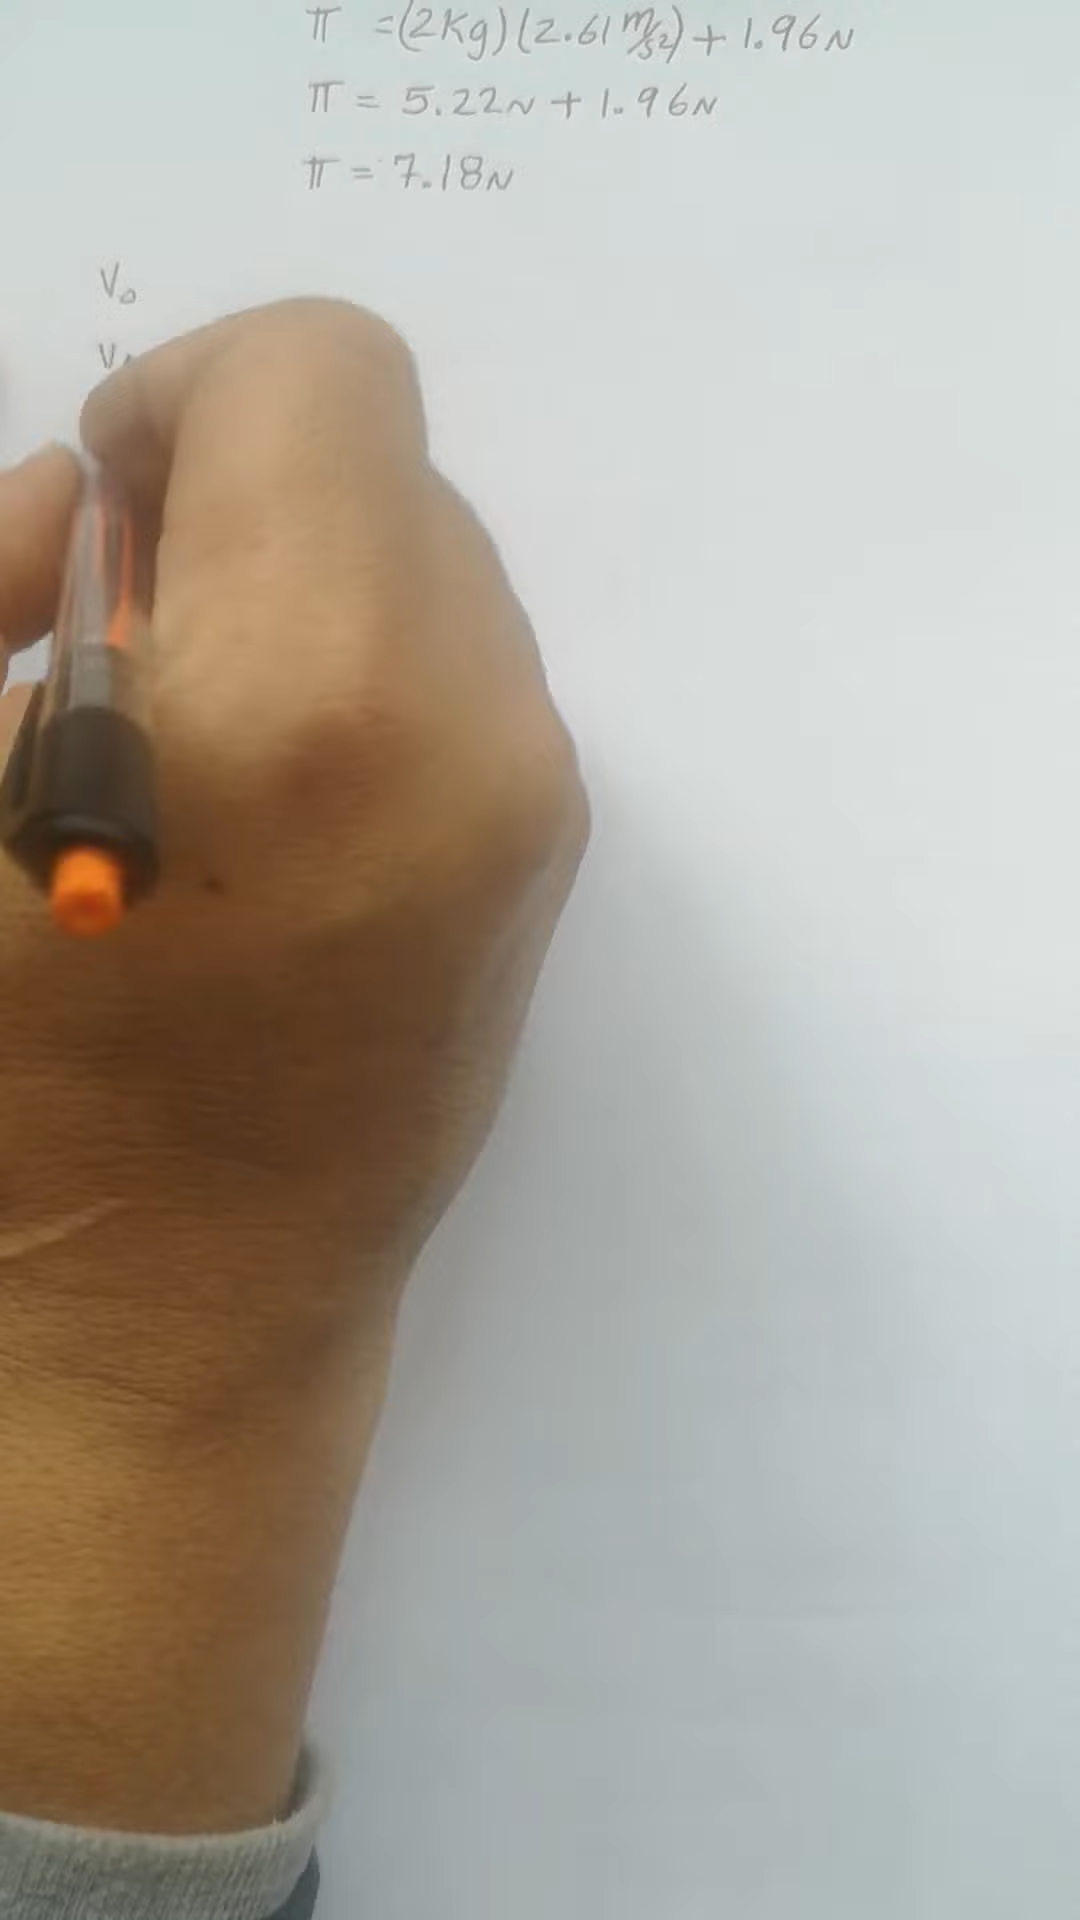 π = (2Kg)(2.61 m/s²) + 1.96N
π = 5.22N + 1.96N
π = 7.18N
V₀